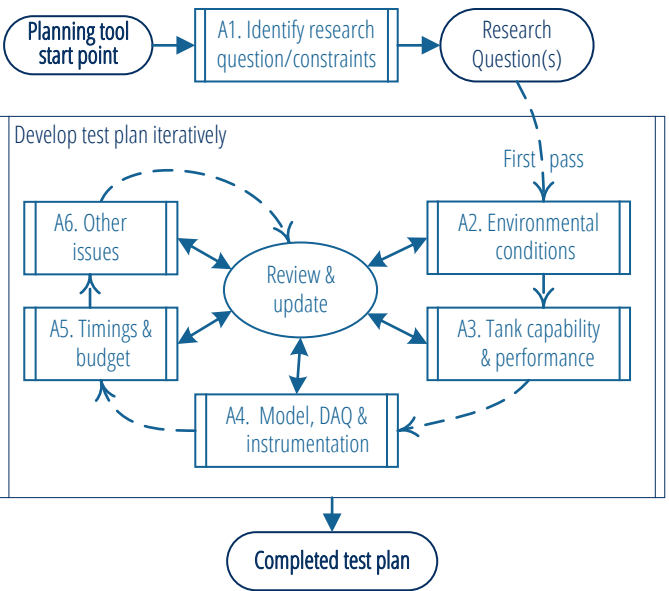 Planning tool
start point
A1. Identify research
question/constraints
Research
Question(s)
Develop test plan iteratively
First pass
A6. Other
issues
A2. Environmental
conditions
Review &
update
A5. Timings &
budget
A3. Tank capability
& performance
A4. Model, DAQ &
instrumentation
Completed test plan